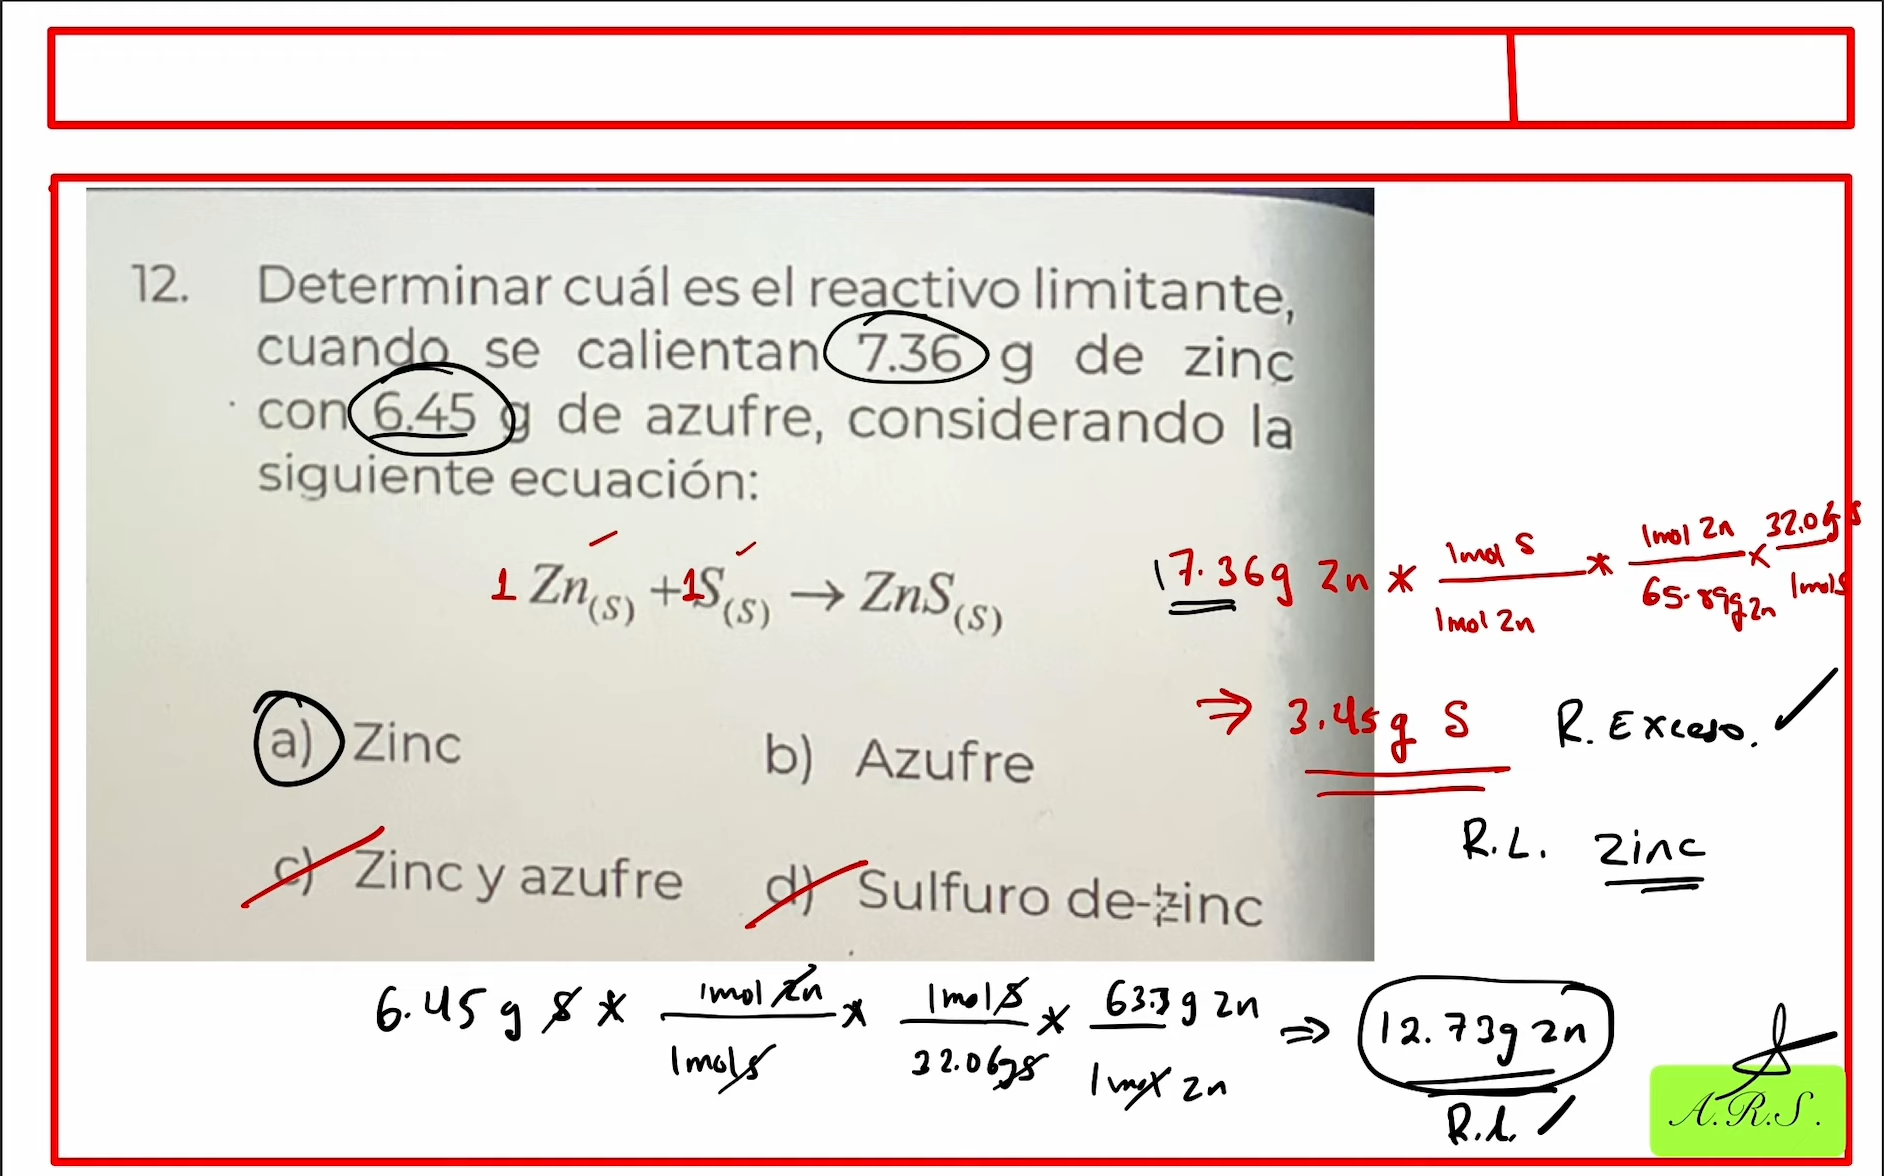 12. Determinar cuál es el reactivo limitante,
cuando se calientan 7.36 g de zinc
con 6.45 g de azufre, considerando la
siguiente ecuación:
1 Zn(S) + 1S(S) → ZnS(S)
a) Zinc
b) Azufre
c) Zinc y azufre
d) Sulfuro de zinc
7.36g Zn * 1mol S / 1mol Zn * 1mol Zn / 65.89g Zn × 32.06g S / 1mol S
⇒ 3.45g S R. Exceso. ✓
R.L. Zinc
6.45 g S * 1mol Zn / 1mol S * 1mol S / 32.06g S * 63.3g Zn / 1mol Zn ⇒ 12.73g Zn
R.L. ✓
A.R.S.